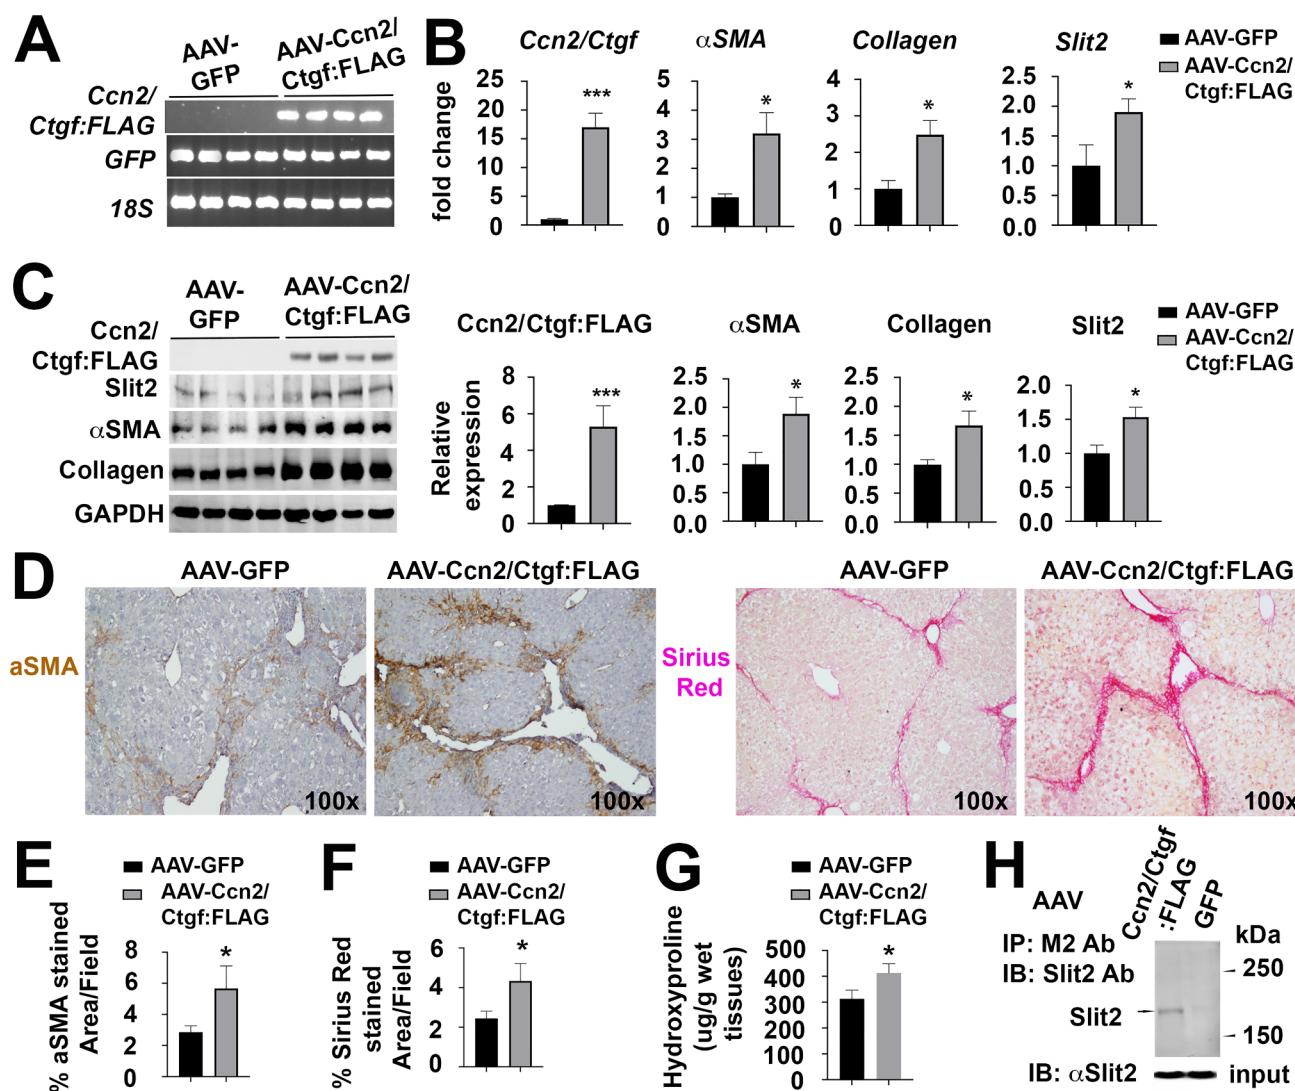 A
AAV-
GFP
AAV-Ccn2/
Ctgf:FLAG
Ccn2/
Ctgf:FLAG
GFP
18S
B
Ccn2/Ctgf
αSMA
Collagen
Slit2
AAV-GFP
AAV-Ccn2/
Ctgf:FLAG
fold change
25
20
15
10
5
0
***
5
4
3
2
1
0
*
4
3
2
1
0
*
2.5
2.0
1.5
1.0
0.5
0.0
*
C
AAV-
GFP
AAV-Ccn2/
Ctgf:FLAG
Ccn2/
Ctgf:FLAG
Slit2
αSMA
Collagen
GAPDH
Ccn2/Ctgf:FLAG
αSMA
Collagen
Slit2
AAV-GFP
AAV-Ccn2/
Ctgf:FLAG
Relative
expression
8
6
4
2
0
***
2.5
2.0
1.5
1.0
0.5
0.0
*
2.5
2.0
1.5
1.0
0.5
0.0
*
2.0
1.5
1.0
0.5
0.0
*
D
AAV-GFP
AAV-Ccn2/Ctgf:FLAG
AAV-GFP
AAV-Ccn2/Ctgf:FLAG
aSMA
100x
100x
Sirius
Red
100x
100x
E
AAV-GFP
AAV-Ccn2/
Ctgf:FLAG
% aSMA stained
Area/Field
8
6
4
2
0
*
F
AAV-GFP
AAV-Ccn2/
Ctgf:FLAG
% Sirius Red
stained
Area/Field
6
4
2
0
*
G
AAV-GFP
AAV-Ccn2/
Ctgf:FLAG
Hydroxyproline
(ug/g wet
tissues)
500
400
300
200
100
0
*
H
AAV
Ccn2/Ctgf
:FLAG
GFP
IP: M2 Ab
IB: Slit2 Ab
kDa
250
Slit2
150
IB: αSlit2
input